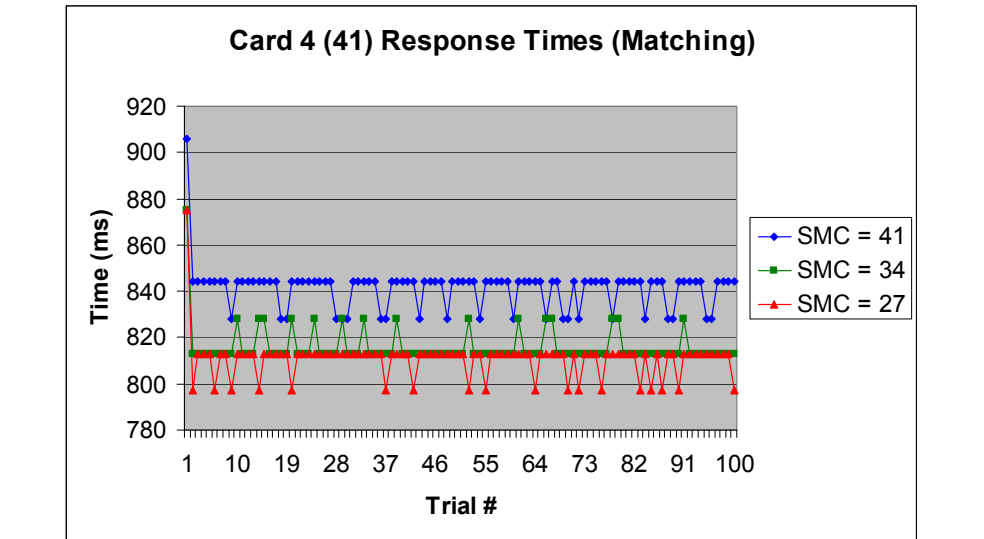 Card 4 (41) Response Times (Matching)
920
900
880
860
840
820
800
780
Time (ms)
1 10 19 28 37 46 55 64 73 82 91 100
Trial #
SMC = 41
SMC = 34
SMC = 27